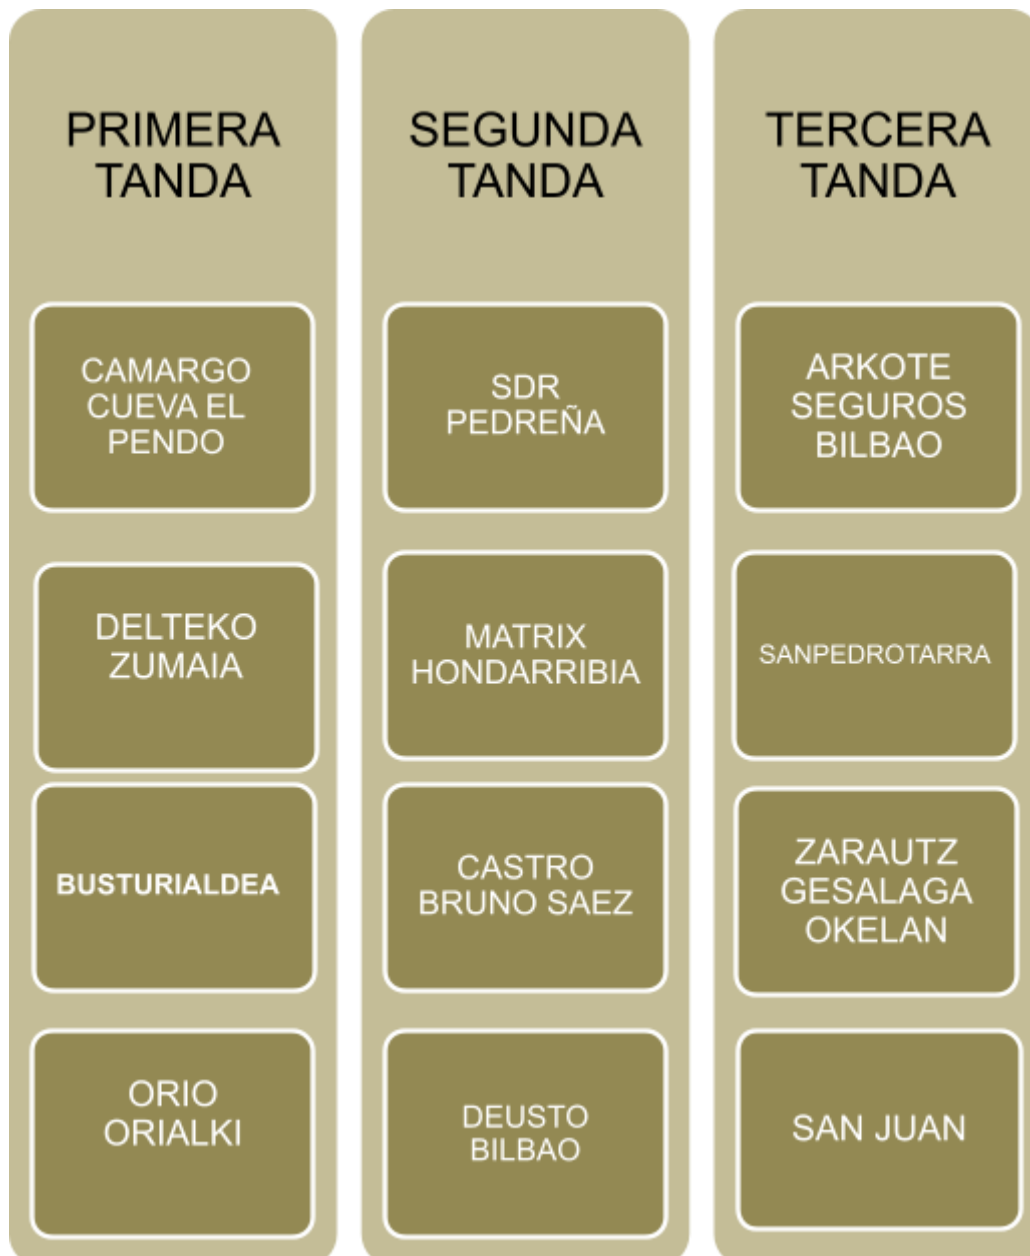 PRIMERA
TANDA
CAMARGO
CUEVA EL
PENDO
DELTEKO
ZUMAIA
BUSTURIALDEA
ORIO
ORIALKI
SEGUNDA
TANDA
SDR
PEDREÑA
MATRIX
HONDARRIBIA
CASTRO
BRUNO SAEZ
DEUSTO
BILBAO
TERCERA
TANDA
ARKOTE
SEGUROS
BILBAO
SANPEDROTARRA
ZARAUTZ
GESALAGA
OKELAN
SAN JUAN